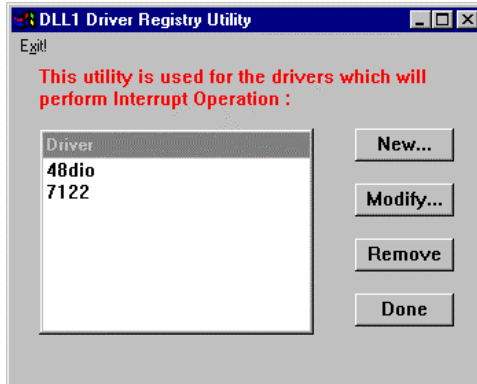 DLL1 Driver Registry Utility
Exit!
This utility is used for the drivers which will
perform Interrupt Operation :
Driver
48dio
7122
New...
Modify...
Remove
Done